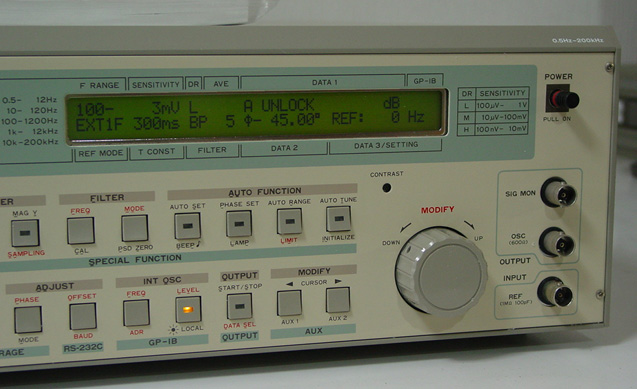 0.5Hz-200kHz
F RANGE SENSITIVITY DR AVE DATA 1 GP-IB
DR SENSITIVITY
L 100μV- 1V
M 10μV-100mV
H 100nV- 10mV
POWER
PULL ON
0.5- 12Hz
10- 120Hz
100-1200Hz
1k- 12kHz
10k-200kHz
100- 3mV L A UNLOCK dB
EXT1F 300ms BP 5 Φ- 45.00° REF: 0 Hz
REF MODE T CONST FILTER DATA 2 DATA 3/SETTING
CONTRAST
FILTER AUTO FUNCTION
MAG Y FREQ MODE AUTO SET PHASE SET AUTO RANGE AUTO TUNE
SAMPLING CAL PSD ZERO BEEP♪ LAMP LIMIT INITIALIZE
SPECIAL FUNCTION
MODIFY
DOWN UP
SIG MON
OSC
(600Ω)
OUTPUT
INPUT
REF
ADJUST INT OSC OUTPUT MODIFY
PHASE OFFSET FREQ LEVEL START/STOP ◄ CURSOR ►
MODE BAUD ADR LOCAL DATA SEL AUX 1 AUX 2
RS-232C GP-IB OUTPUT AUX